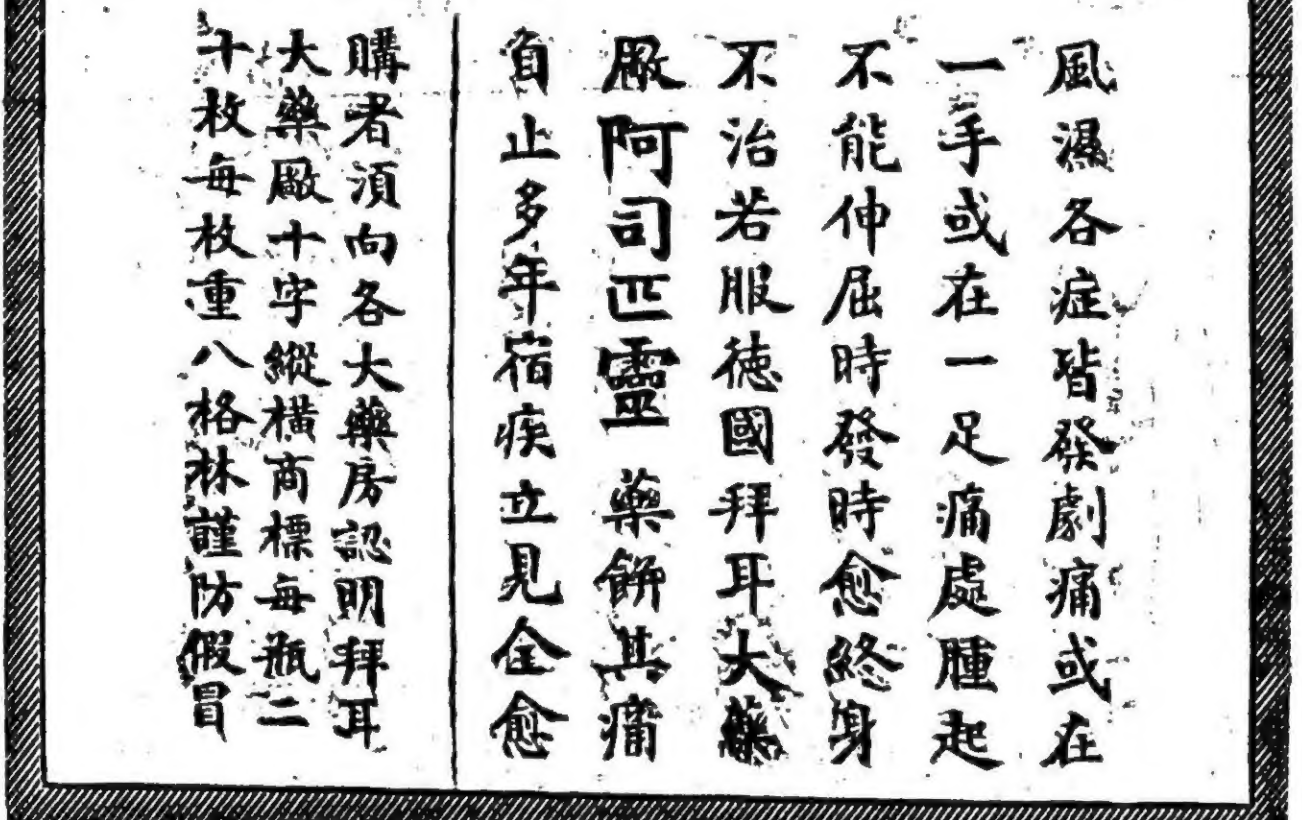 風濕各症皆發劇痛或在
一手或在一足痛處腫起
不能伸屈時發時愈終身
不治若服德國拜耳大藥
廠阿司匹靈藥餅其痛
自止多年宿疾立見全愈
購者須向各大藥房認明拜耳
大藥廠十字縱橫商標每瓶二
十枚每枚重八格林謹防假冒